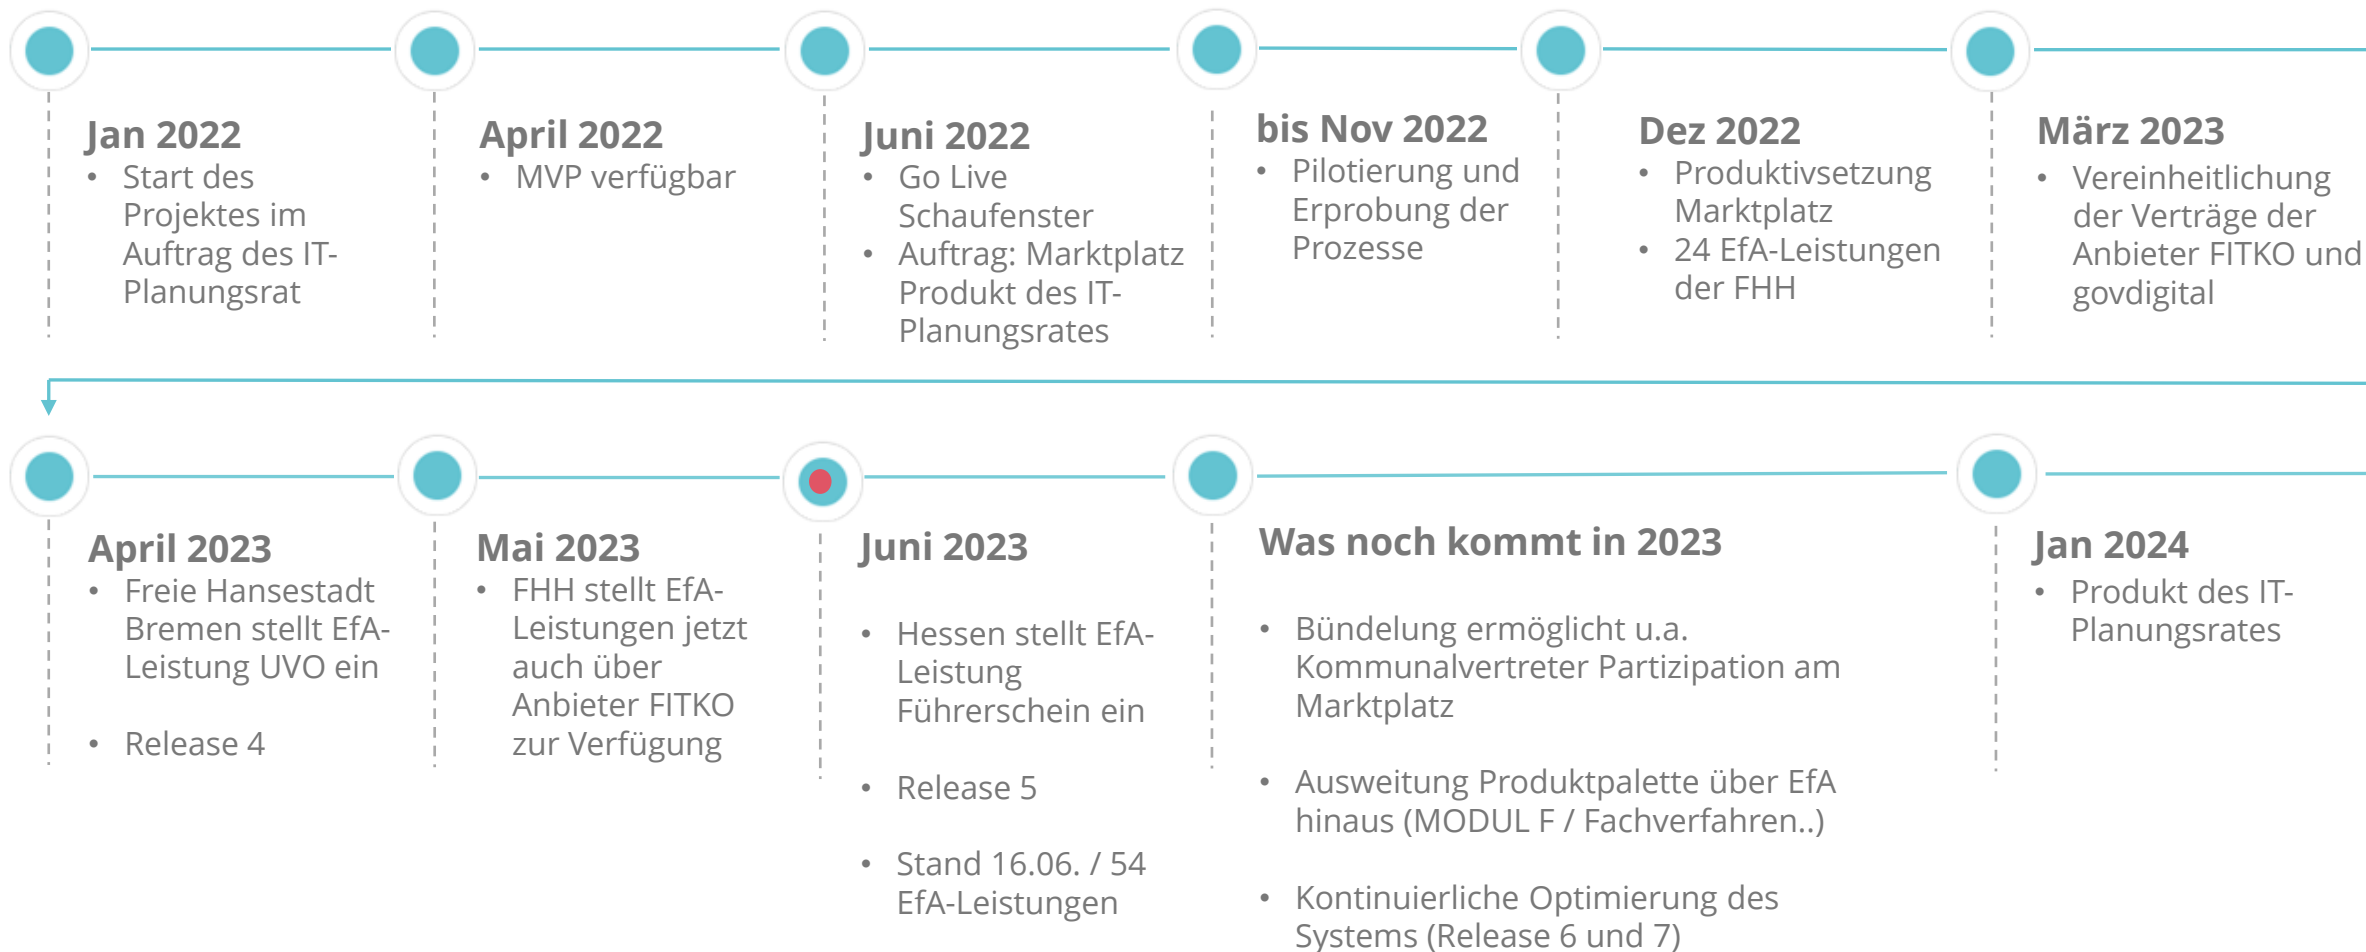 Jan 2022
• Start des
Projektes im
Auftrag des IT-
Planungsrat
April 2022
• MVP verfügbar
Juni 2022
• Go Live
Schaufenster
• Auftrag: Marktplatz
Produkt des IT-
Planungsrates
bis Nov 2022
• Pilotierung und
Erprobung der
Prozesse
Dez 2022
• Produktivsetzung
Marktplatz
• 24 EfA-Leistungen
der FHH
März 2023
• Vereinheitlichung
der Verträge der
Anbieter FITKO und
govdigital
April 2023
• Freie Hansestadt
Bremen stellt EfA-
Leistung UVO ein
• Release 4
Mai 2023
• FHH stellt EfA-
Leistungen jetzt
auch über
Anbieter FITKO
zur Verfügung
Juni 2023
• Hessen stellt EfA-
Leistung
Führerschein ein
• Release 5
• Stand 16.06. / 54
EfA-Leistungen
Was noch kommt in 2023
• Bündelung ermöglicht u.a.
Kommunalvertreter Partizipation am
Marktplatz
• Ausweitung Produktpalette über EfA
hinaus (MODUL F / Fachverfahren..)
• Kontinuierliche Optimierung des
Systems (Release 6 und 7)
Jan 2024
• Produkt des IT-
Planungsrates